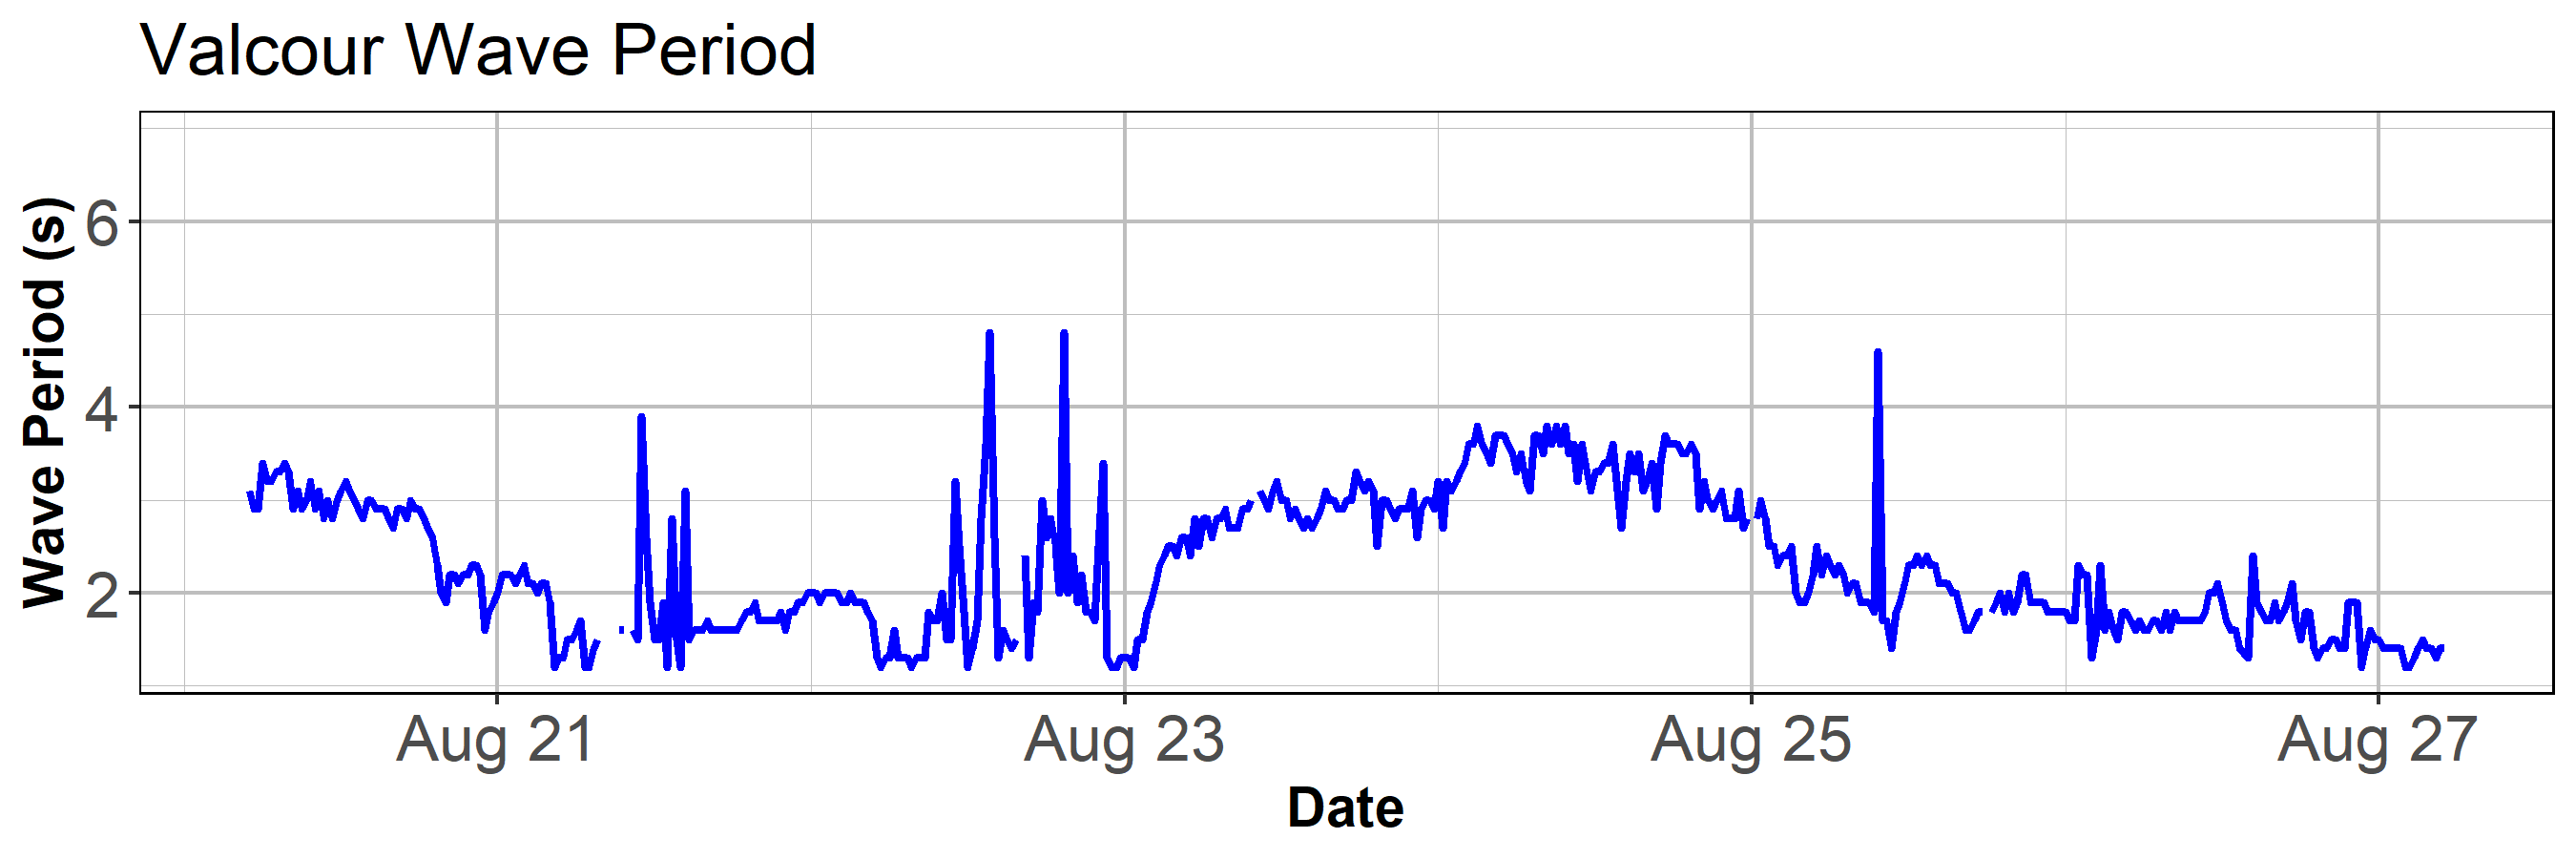 Valcour Wave Period
Wave Period (s)
6
4
2
Aug 21 Aug 23 Aug 25 Aug 27
Date